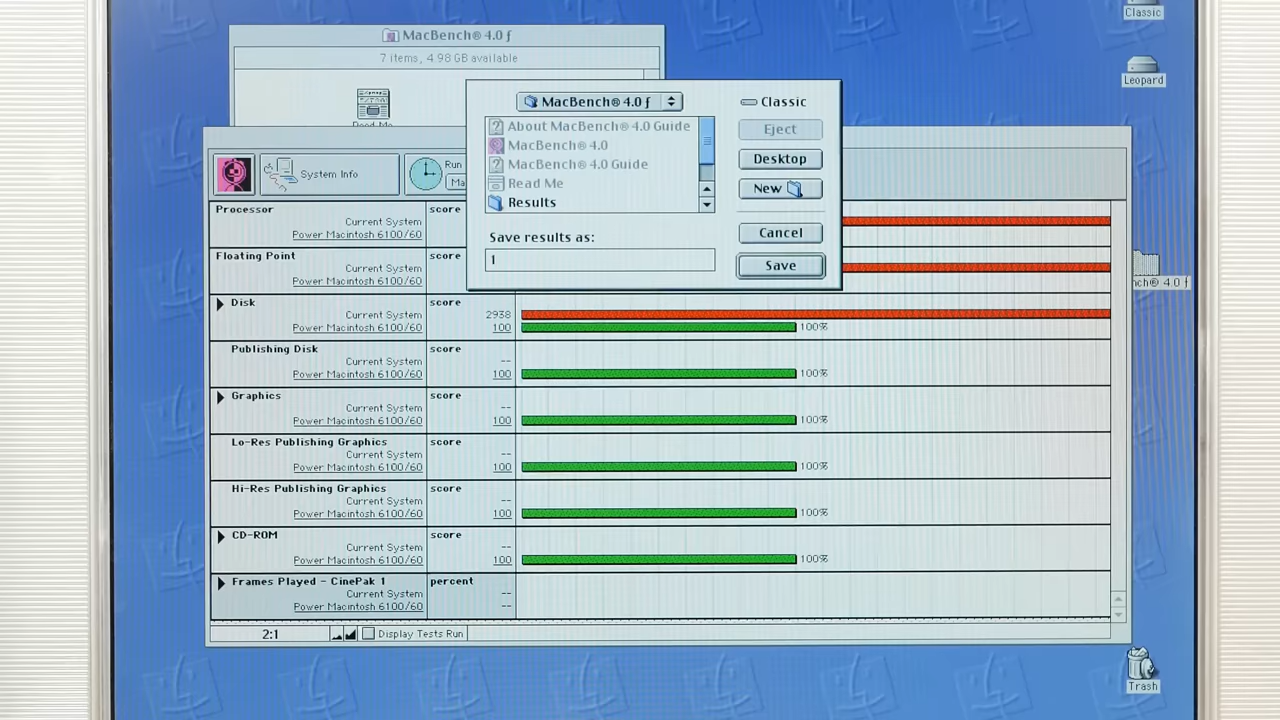 Classic
Leopard
MacBench® 4.0 ƒ
7 items, 4.98 GB available
Read Me
MacBench® 4.0 ƒ
Classic
About MacBench® 4.0 Guide
MacBench® 4.0
MacBench® 4.0 Guide
Read Me
Results
Eject
Desktop
New
Save results as:
1
Cancel
Save
System Info
Run
Ma
Processor
score
Current System
Power Macintosh 6100/60
Floating Point
score
Current System
Power Macintosh 6100/60
nch® 4.0 ƒ
Disk
score
Current System
2938
Power Macintosh 6100/60
100
100%
Publishing Disk
score
Current System
--
Power Macintosh 6100/60
100
100%
Graphics
score
Current System
--
Power Macintosh 6100/60
100
100%
Lo-Res Publishing Graphics
score
Current System
--
Power Macintosh 6100/60
100
100%
Hi-Res Publishing Graphics
score
Current System
--
Power Macintosh 6100/60
100
100%
CD-ROM
score
Current System
--
Power Macintosh 6100/60
100
100%
Frames Played - CinePak 1
percent
Current System
--
Power Macintosh 6100/60
--
2:1
Display Tests Run
Trash